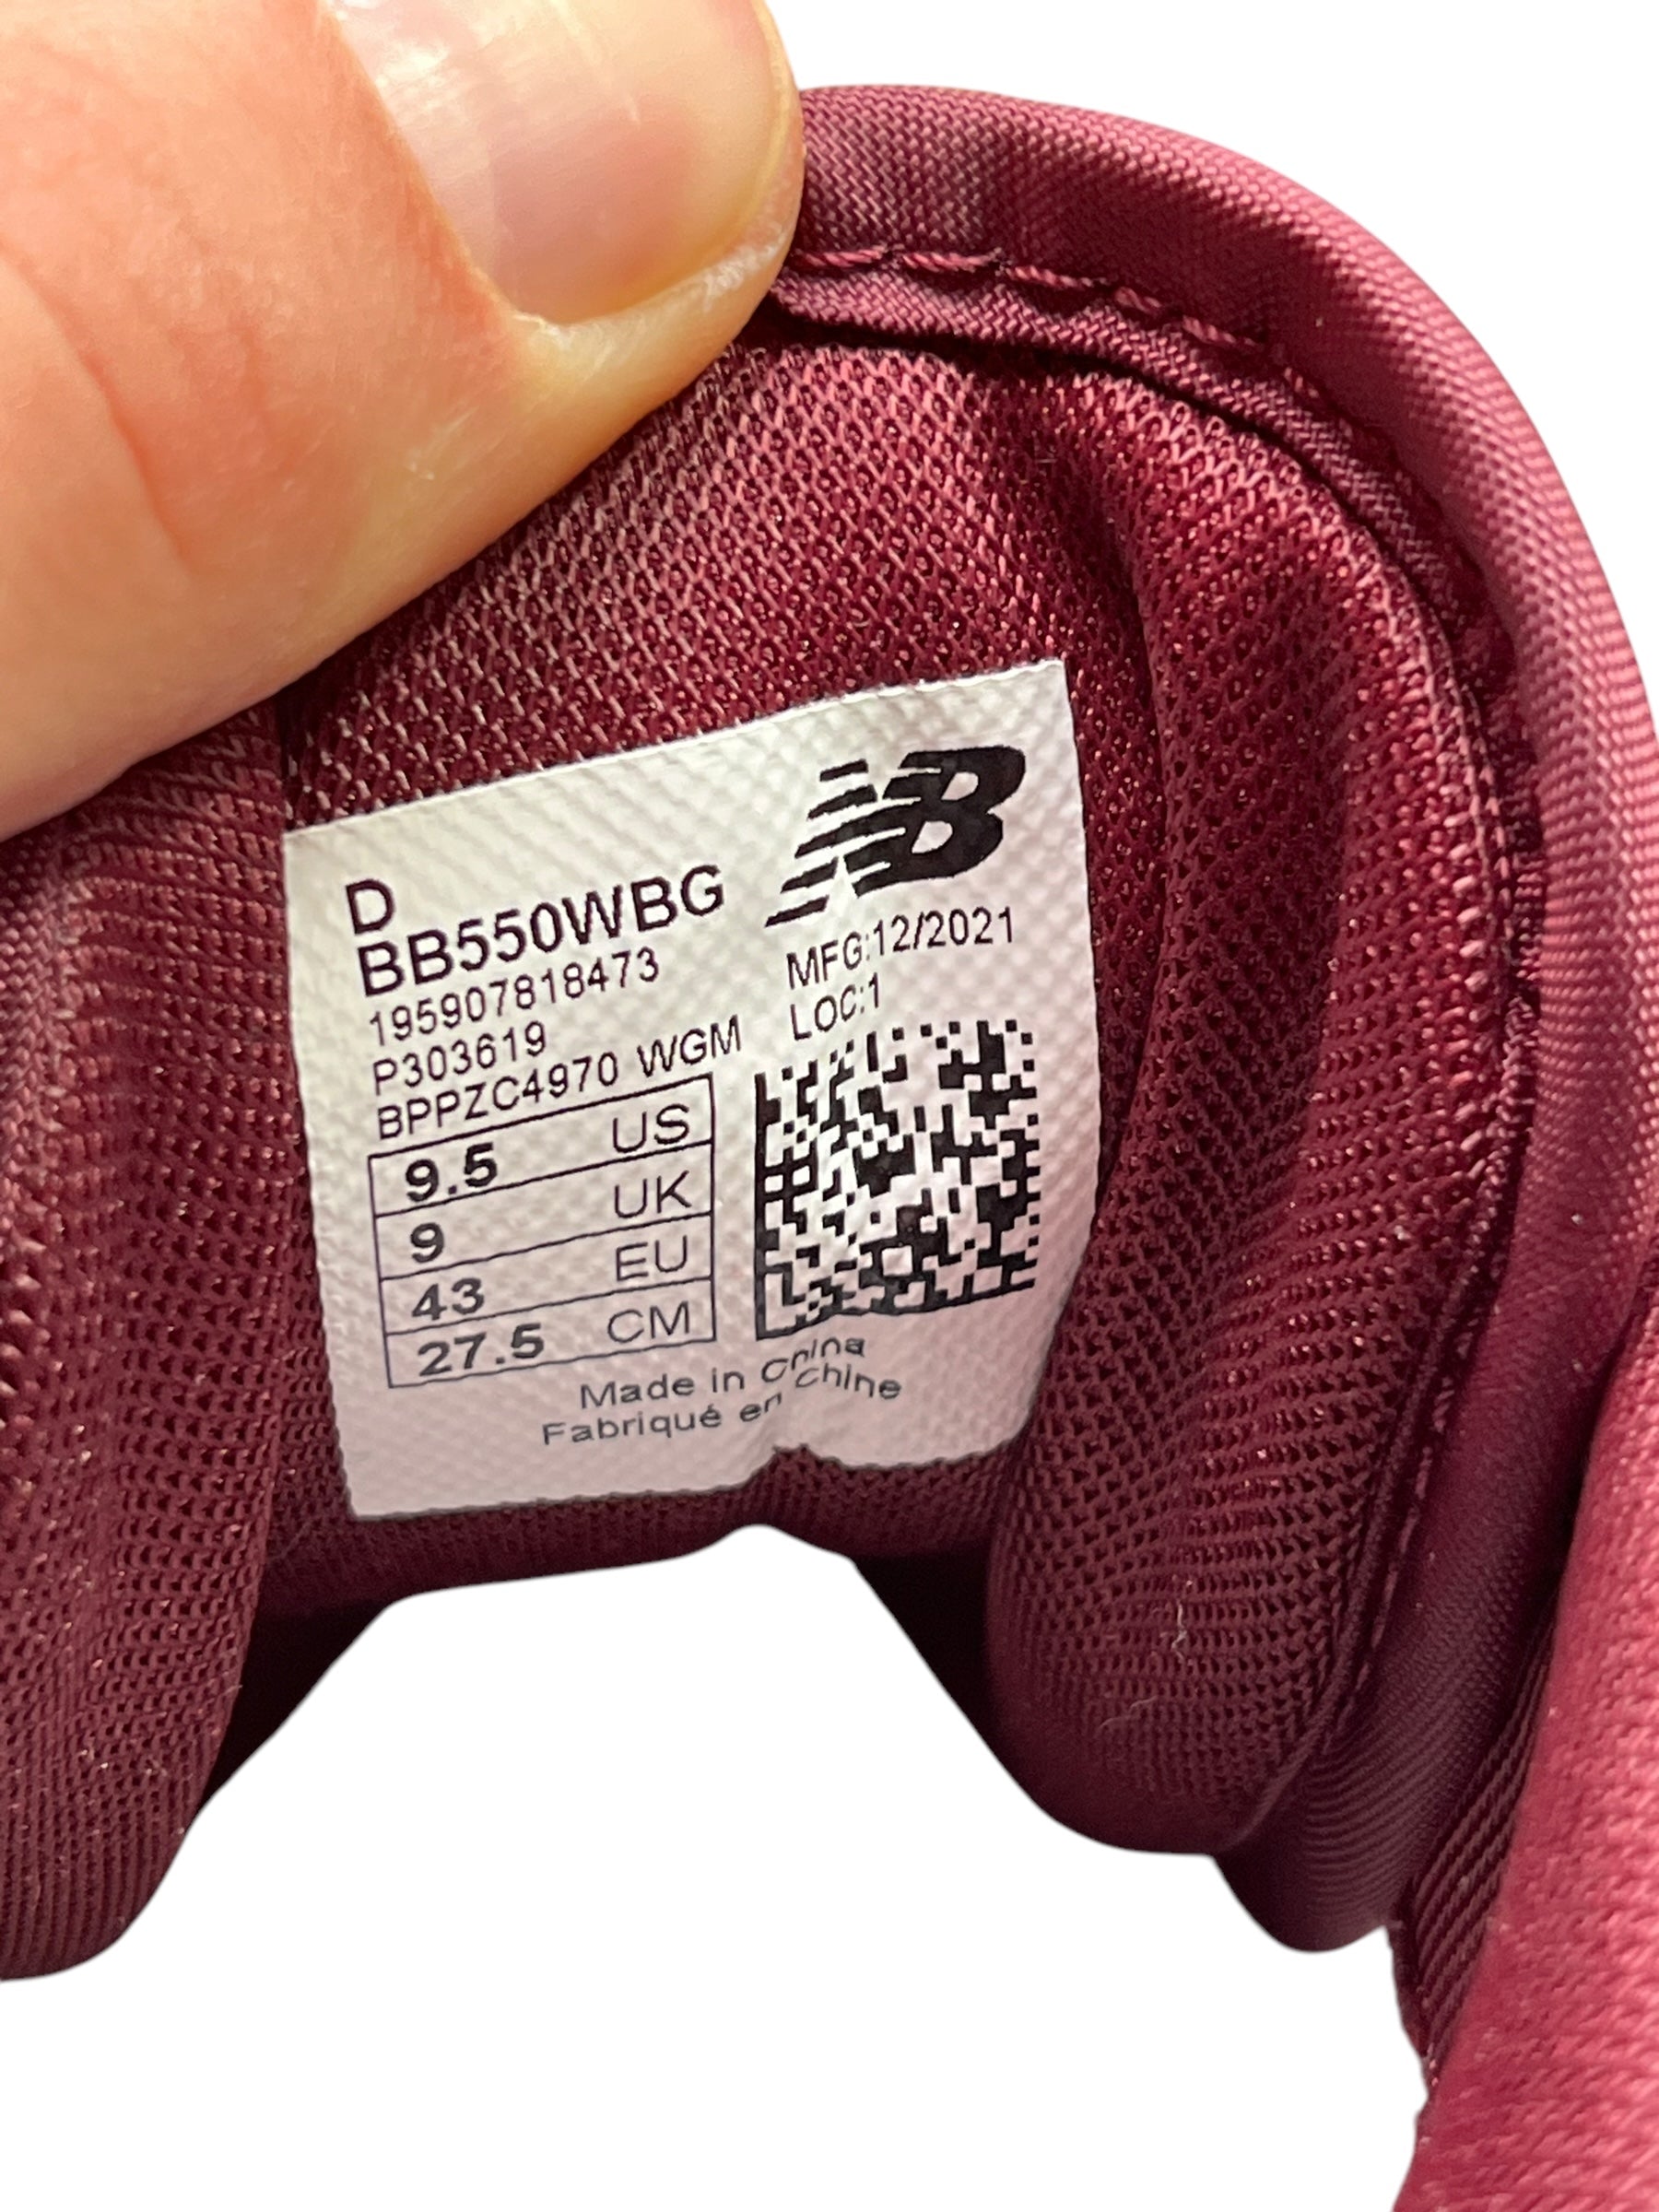 NB
D
BB550WBG
195907818473
P303619
BPPZC4970 WGM
MFG:12/2021
LOC:1
9.5 US
9 UK
43 EU
27.5 CM
Made in China
Fabriqué en Chine